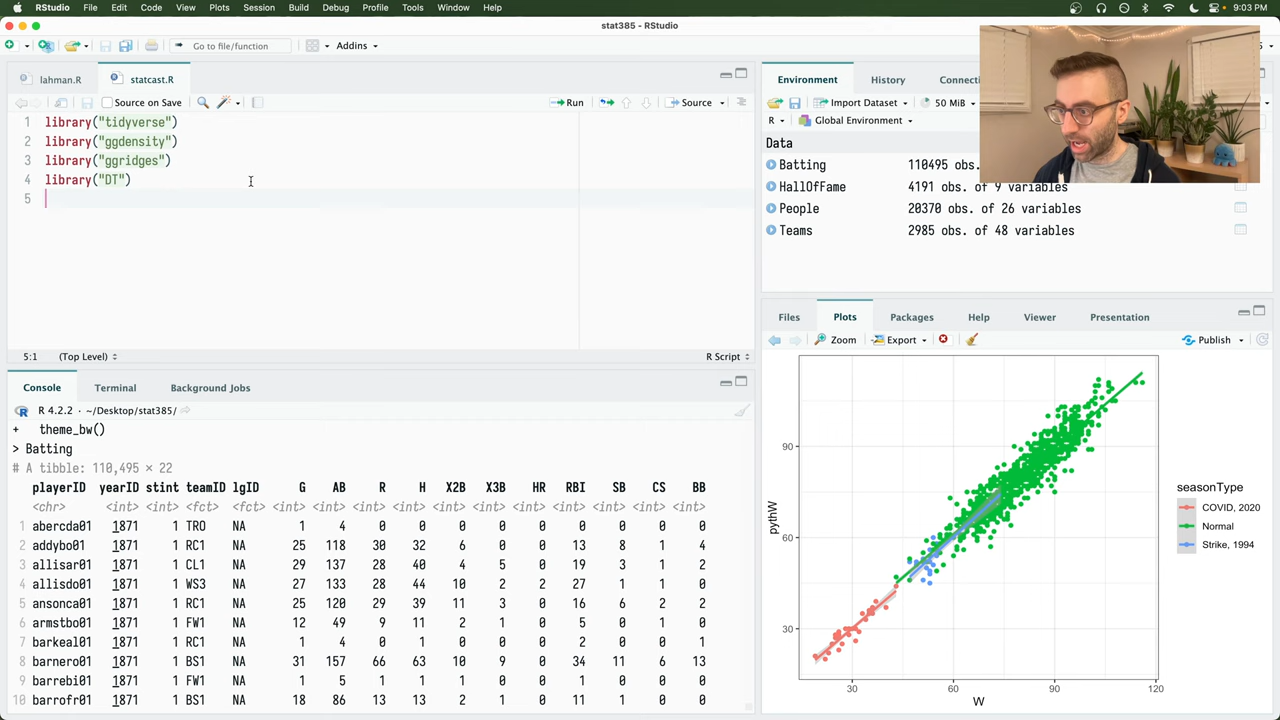 RStudio File Edit Code View Plots Session Build Debug Profile Tools Window Help 9:03 PM
stat385 - RStudio
Go to file/function Addins
lahman.R statcast.R
Source on Save Run Source
1 library("tidyverse")
2 library("ggdensity")
3 library("ggridges")
4 library("DT")
5
5:1 (Top Level) R Script
Console Terminal Background Jobs
R 4.2.2 · ~/Desktop/stat385/
+ theme_bw()
> Batting
# A tibble: 110,495 × 22
playerID yearID stint teamID lgID G R H X2B X3B HR RBI SB CS BB
<chr> <int> <int> <fct> <int> <int> <int> <int> <int> <int> <int> <int> <int> <int>
1 abercda01 1871 1 TRO NA 1 4 0 0 0 0 0 0 0 0 0
2 addybo01 1871 1 RC1 NA 25 118 30 32 6 0 13 8 1 4
3 allisar01 1871 1 CL1 NA 29 137 28 40 4 5 0 19 3 1 2
4 allisdo01 1871 1 WS3 NA 27 133 28 44 10 2 2 27 1 1 0
5 ansonca01 1871 1 RC1 NA 25 120 29 39 11 3 0 16 6 2 2
6 armstbo01 1871 1 FW1 NA 12 49 9 11 2 1 0 5 0 1 0
7 barkeal01 1871 1 RC1 NA 1 4 0 1 0 0 0 2 0 0 1
8 barnero01 1871 1 BS1 NA 31 157 66 63 10 9 0 34 11 6 13
9 barrebi01 1871 1 FW1 NA 1 5 1 1 1 0 0 1 0 0 0
10 barrofr01 1871 1 BS1 NA 18 86 13 13 2 1 0 11 1 0 0
Environment History
Import Dataset 50 MiB
R Global Environment
Data
Batting 110495 obs.
HallOfFame 4191 obs. of 9 variables
People 20370 obs. of 26 variables
Teams 2985 obs. of 48 variables
Files Plots Packages Help Viewer Presentation
Zoom Export Publish
90
60
30
pythW
30 60 90 120
W
seasonType
COVID, 2020
Normal
Strike, 1994